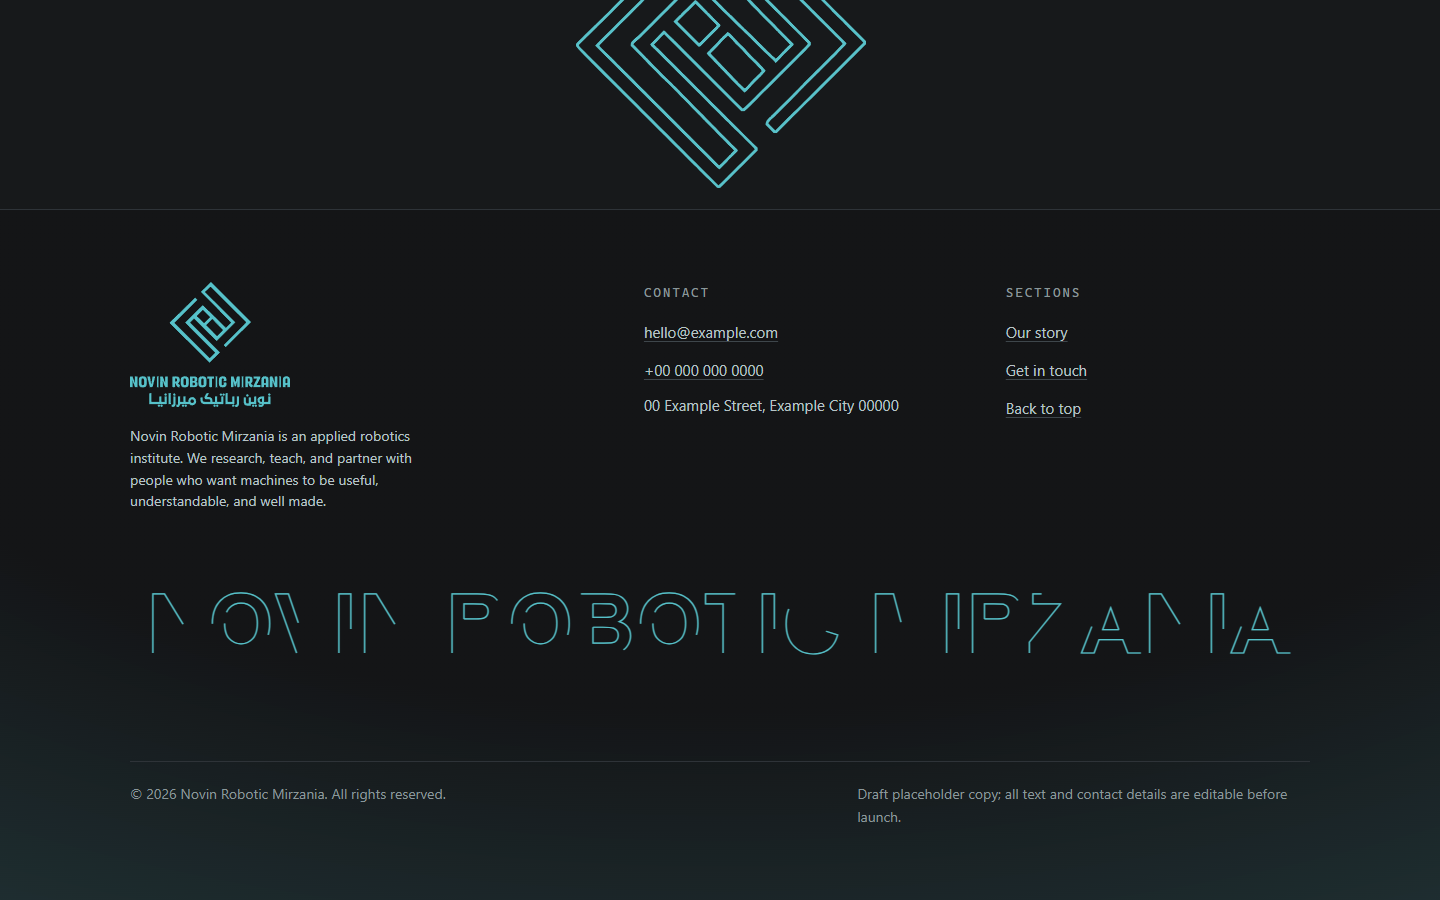 NOVIN ROBOTIC MIRZANIA
نوین رباتیک میرزانیا
Novin Robotic Mirzania is an applied robotics
institute. We research, teach, and partner with
people who want machines to be useful,
understandable, and well made.
CONTACT
hello@example.com
+00 000 000 0000
00 Example Street, Example City 00000
SECTIONS
Our story
Get in touch
Back to top
NOVIN ROBOTIC MIRZANIA
© 2026 Novin Robotic Mirzania. All rights reserved.
Draft placeholder copy; all text and contact details are editable before
launch.